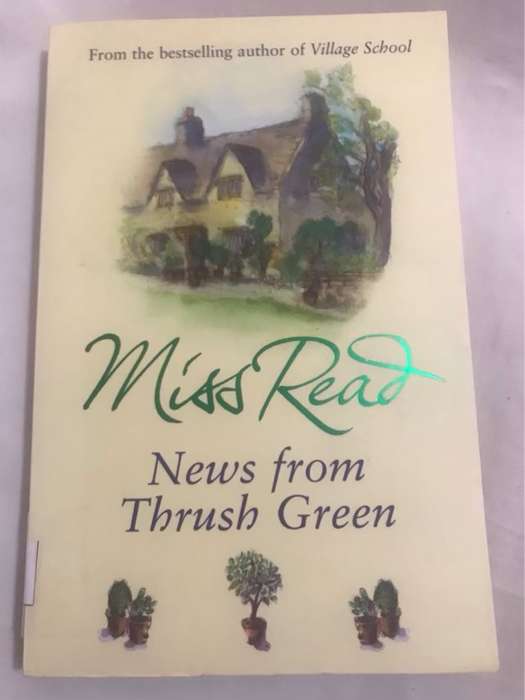 From the bestselling author of Village School
Miss Read
News from
Thrush Green